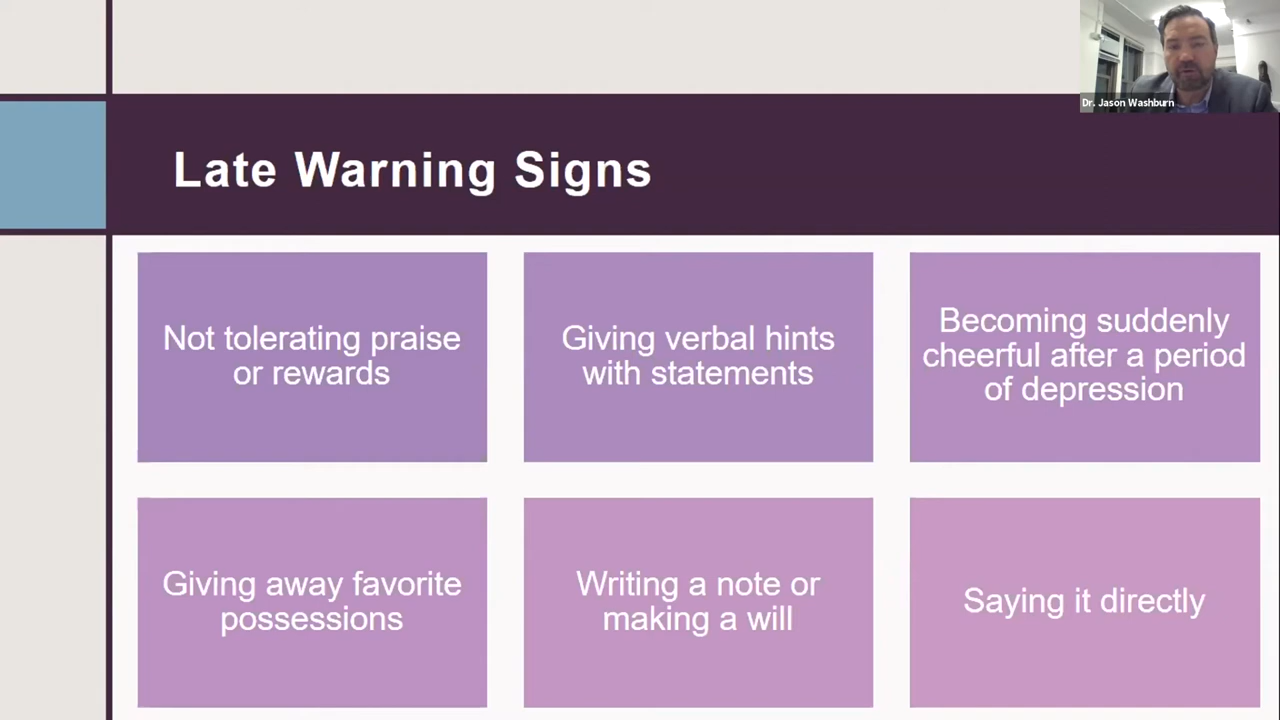 Dr. Jason Washburn
Late Warning Signs
Not tolerating praise
or rewards
Giving verbal hints
with statements
Becoming suddenly
cheerful after a period
of depression
Giving away favorite
possessions
Writing a note or
making a will
Saying it directly